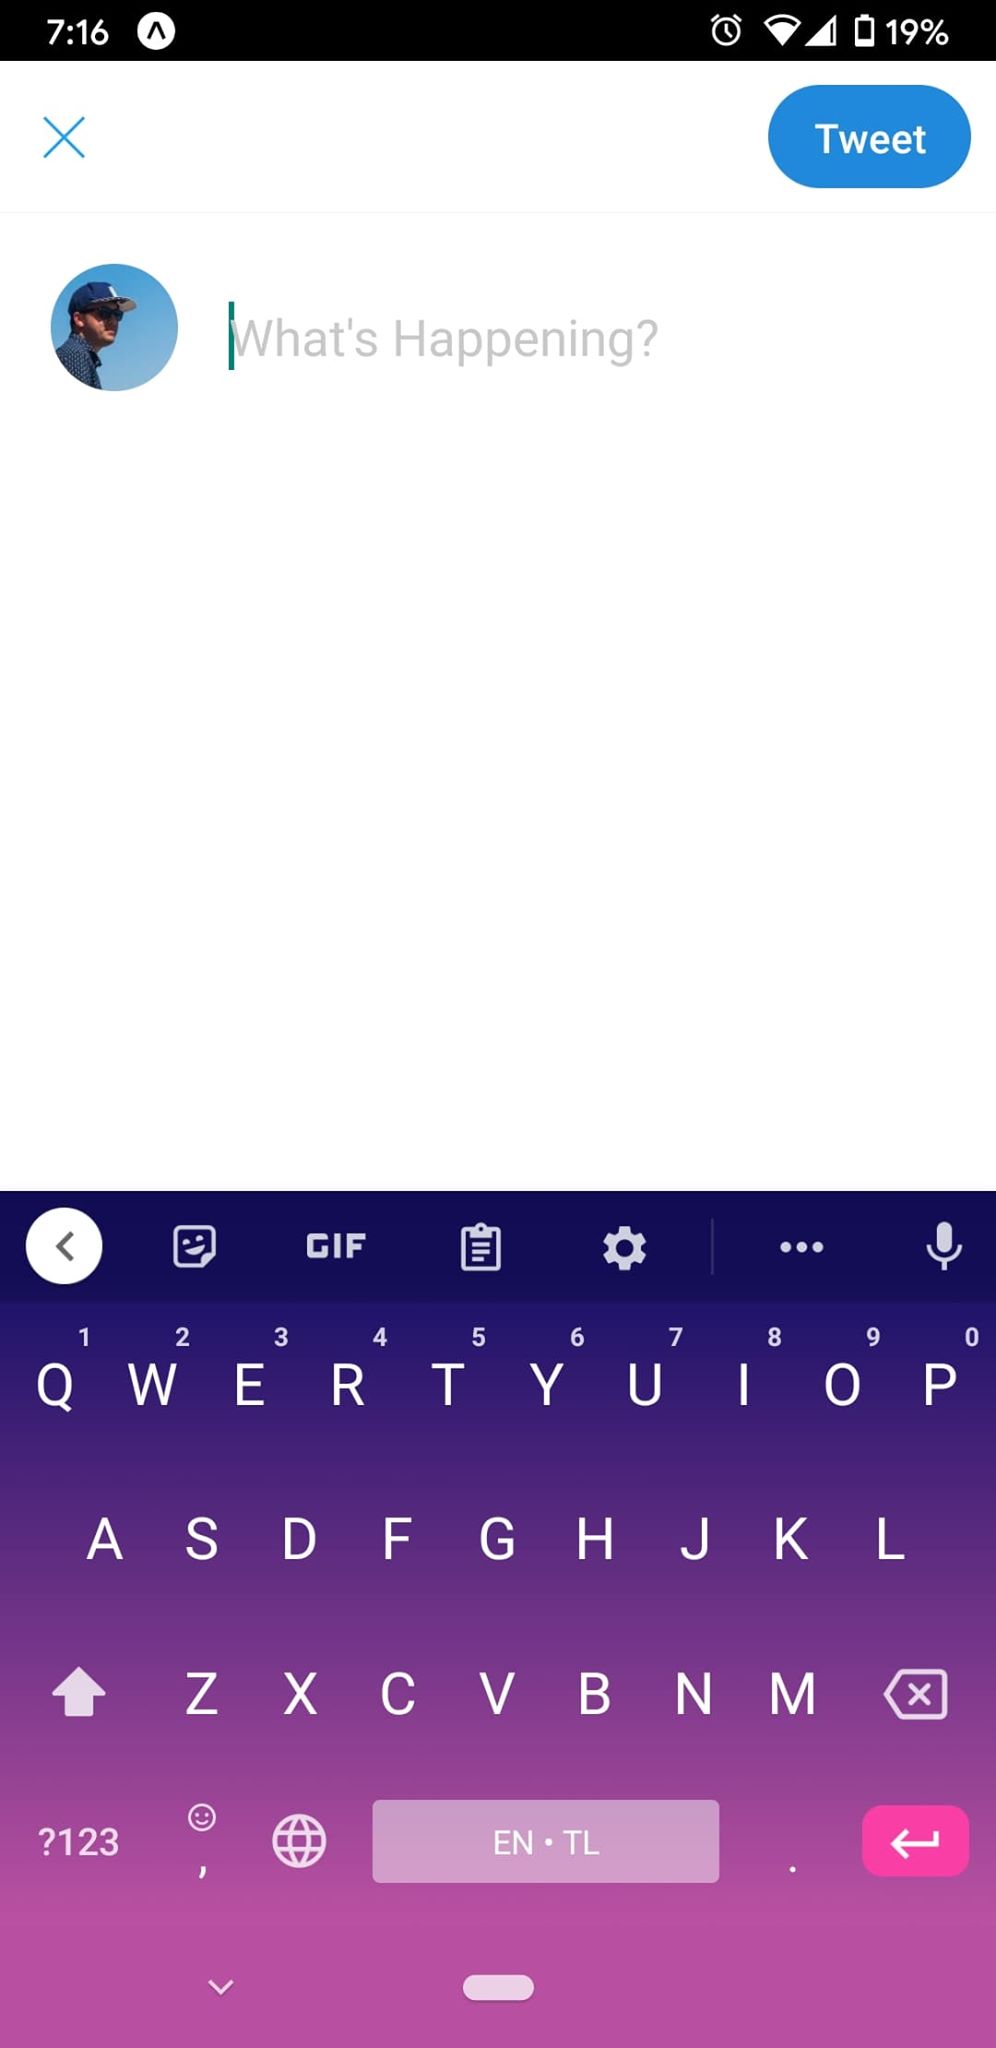 7:16 19%
Tweet
What's Happening?
GIF
1 2 3 4 5 6 7 8 9 0
Q W E R T Y U I O P
A S D F G H J K L
Z X C V B N M
?123 , EN • TL .